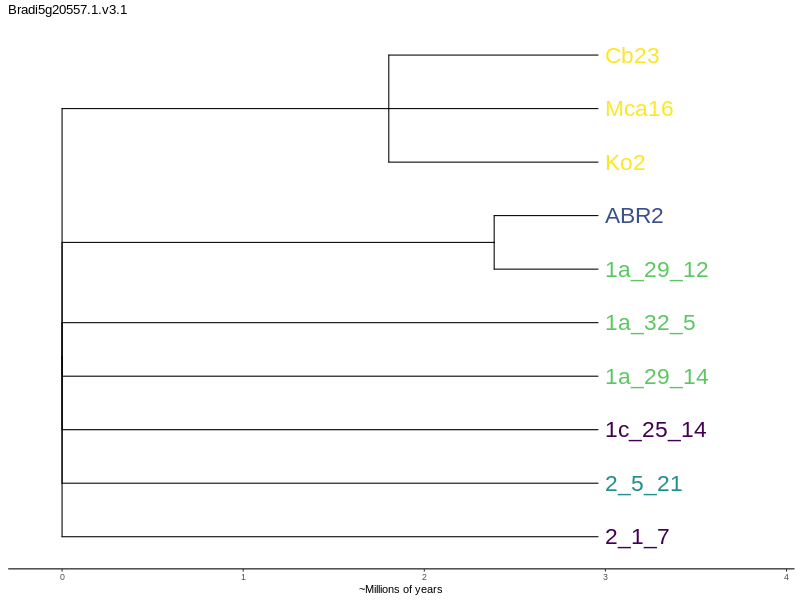 Bradi5g20557.1.v3.1
Cb23
Mca16
Ko2
ABR2
1a_29_12
1a_32_5
1a_29_14
1c_25_14
2_5_21
2_1_7
0 1 2 3 4
~Millions of years